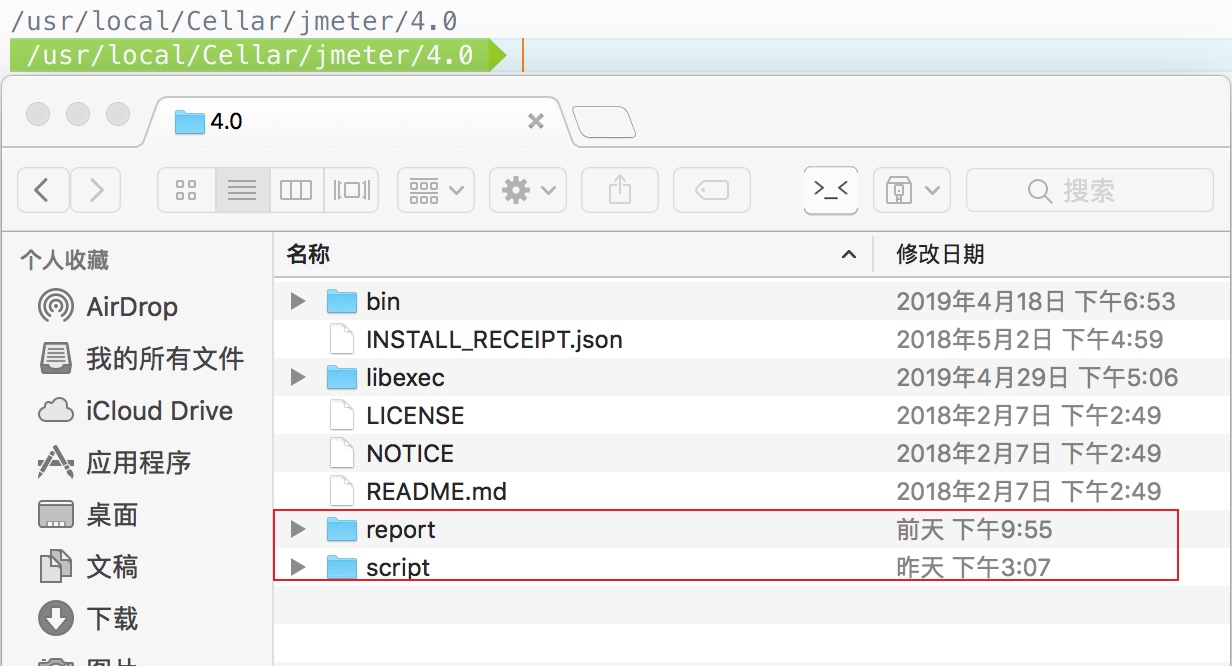 /usr/local/Cellar/jmeter/4.0
/usr/local/Cellar/jmeter/4.0
4.0
>_<
搜索
个人收藏
名称 修改日期
AirDrop
bin 2019年4月18日 下午6:53
INSTALL_RECEIPT.json 2018年5月2日 下午4:59
我的所有文件
libexec 2019年4月29日 下午5:06
iCloud Drive
LICENSE 2018年2月7日 下午2:49
应用程序
NOTICE 2018年2月7日 下午2:49
README.md 2018年2月7日 下午2:49
桌面
report 前天 下午9:55
文稿
script 昨天 下午3:07
下载
图片